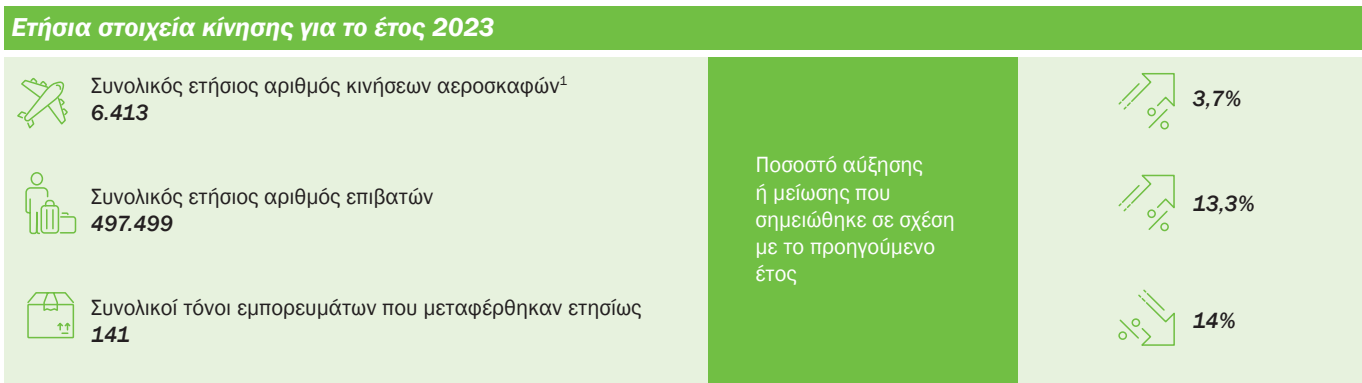 Ετήσια στοιχεία κίνησης για το έτος 2023
Συνολικός ετήσιος αριθμός κινήσεων αεροσκαφών¹
6.413
3,7%
Συνολικός ετήσιος αριθμός επιβατών
497.499
13,3%
Συνολικοί τόνοι εμπορευμάτων που μεταφέρθηκαν ετησίως
141
14%
Ποσοστό αύξησης
ή μείωσης που
σημειώθηκε σε σχέση
με το προηγούμενο
έτος